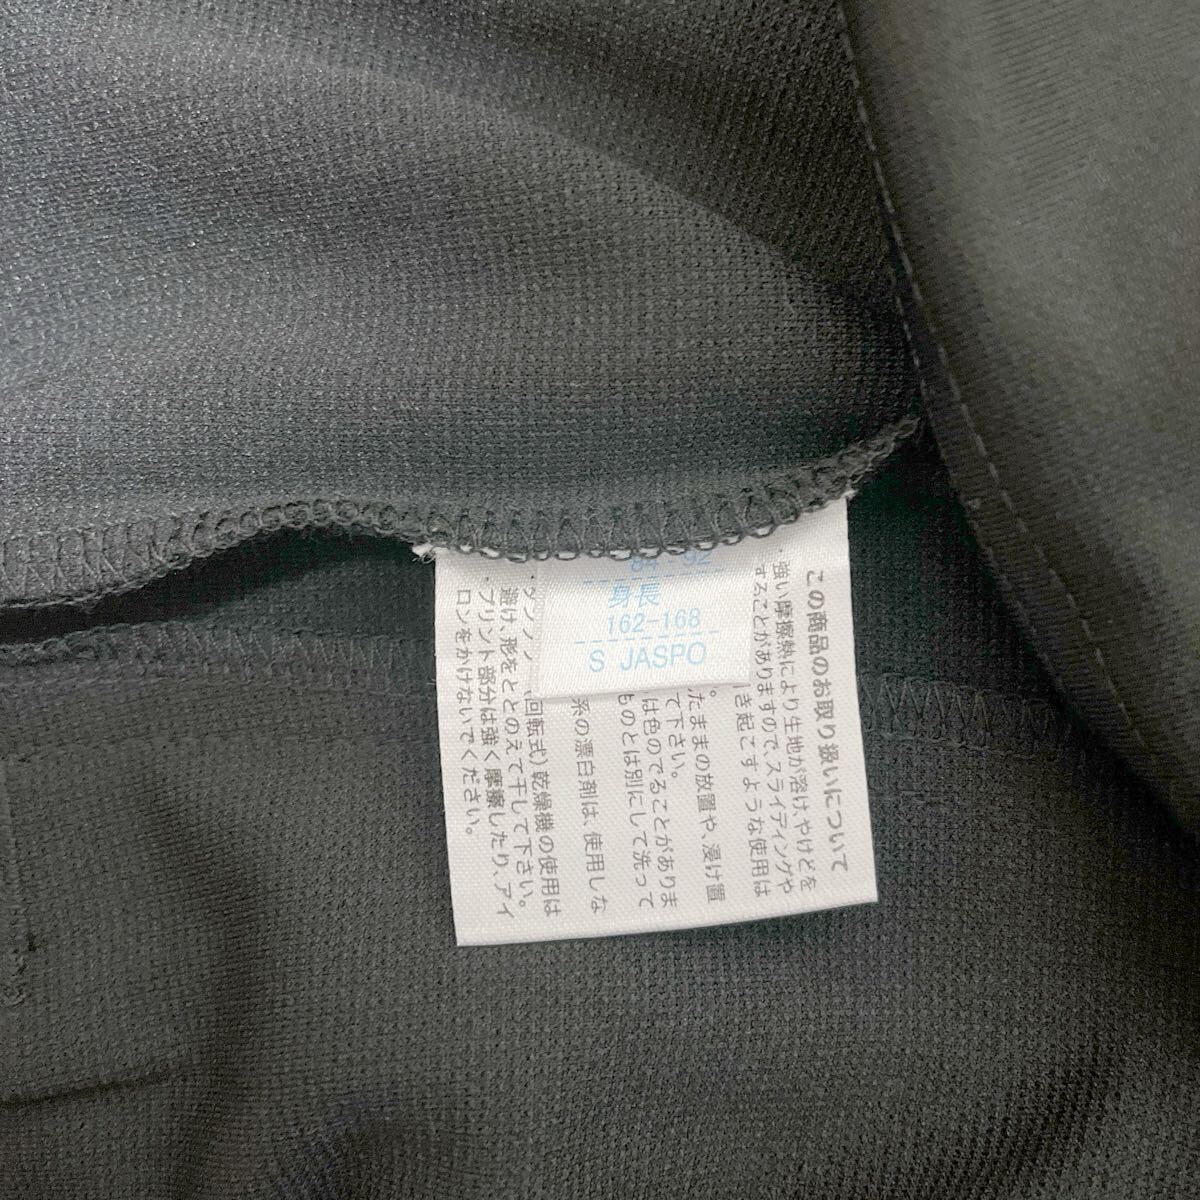 84-92
身長
162-168
S JASPO
この商品のお取り扱いについて
・強い摩擦熱により生地が溶け、やけどを
することがありますので、スライディングや
き起こすような使用は
。
たままの放置や、浸け置
は色のでることがありま
て下さい。
ものとは別にして洗って
系の漂白剤は、使用しな
(回転式)乾燥機の使用は
避け、形をととのえて干して下さい。
・プリント部分は強く摩擦したり、アイ
ロンをかけないでください。